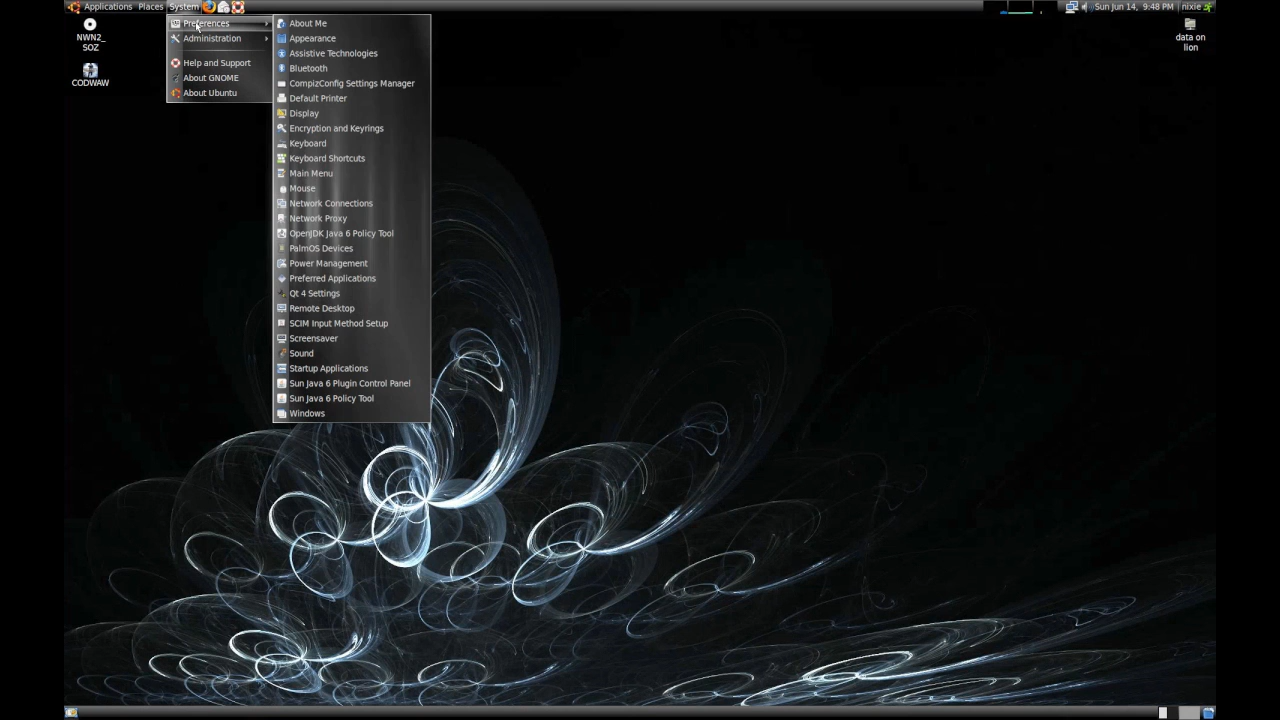 Applications Places System Sun Jun 14, 9:48 PM nixie
NWN2_
SOZ
CODWAW
data on
lion
Preferences
Administration
Help and Support
About GNOME
About Ubuntu
About Me
Appearance
Assistive Technologies
Bluetooth
CompizConfig Settings Manager
Default Printer
Display
Encryption and Keyrings
Keyboard
Keyboard Shortcuts
Main Menu
Mouse
Network Connections
Network Proxy
OpenJDK Java 6 Policy Tool
PalmOS Devices
Power Management
Preferred Applications
Qt 4 Settings
Remote Desktop
SCIM Input Method Setup
Screensaver
Sound
Startup Applications
Sun Java 6 Plugin Control Panel
Sun Java 6 Policy Tool
Windows